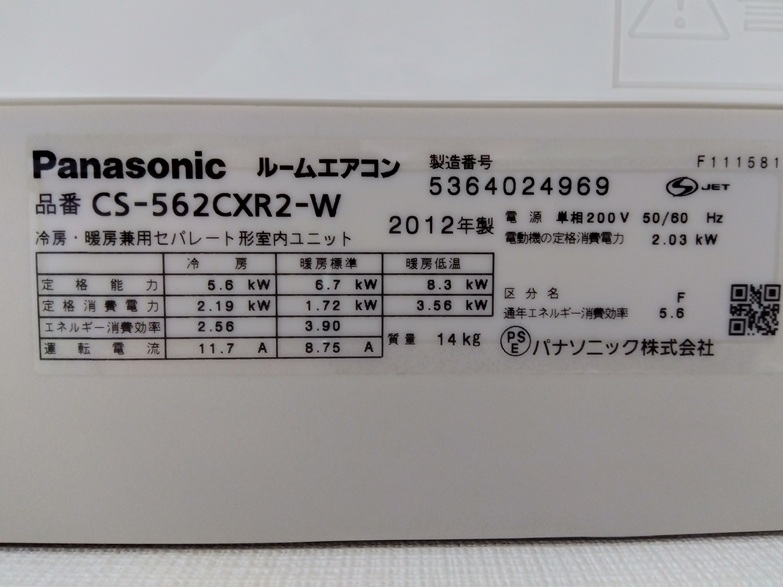 Panasonic ルームエアコン 製造番号 F111581
品番 CS-562CXR2-W 5364024969 S JET
冷房・暖房兼用セパレート形室内ユニット 2012年製 電源 単相200V 50/60 Hz
電動機の定格消費電力 2.03 kW
冷房 暖房標準 暖房低温
定格能力 5.6 kW 6.7 kW 8.3 kW
定格消費電力 2.19 kW 1.72 kW 3.56 kW
エネルギー消費効率 2.56 3.90
運転電流 11.7 A 8.75 A
質量 14kg
区分名 F
通年エネルギー消費効率 5.6
PSE パナソニック株式会社